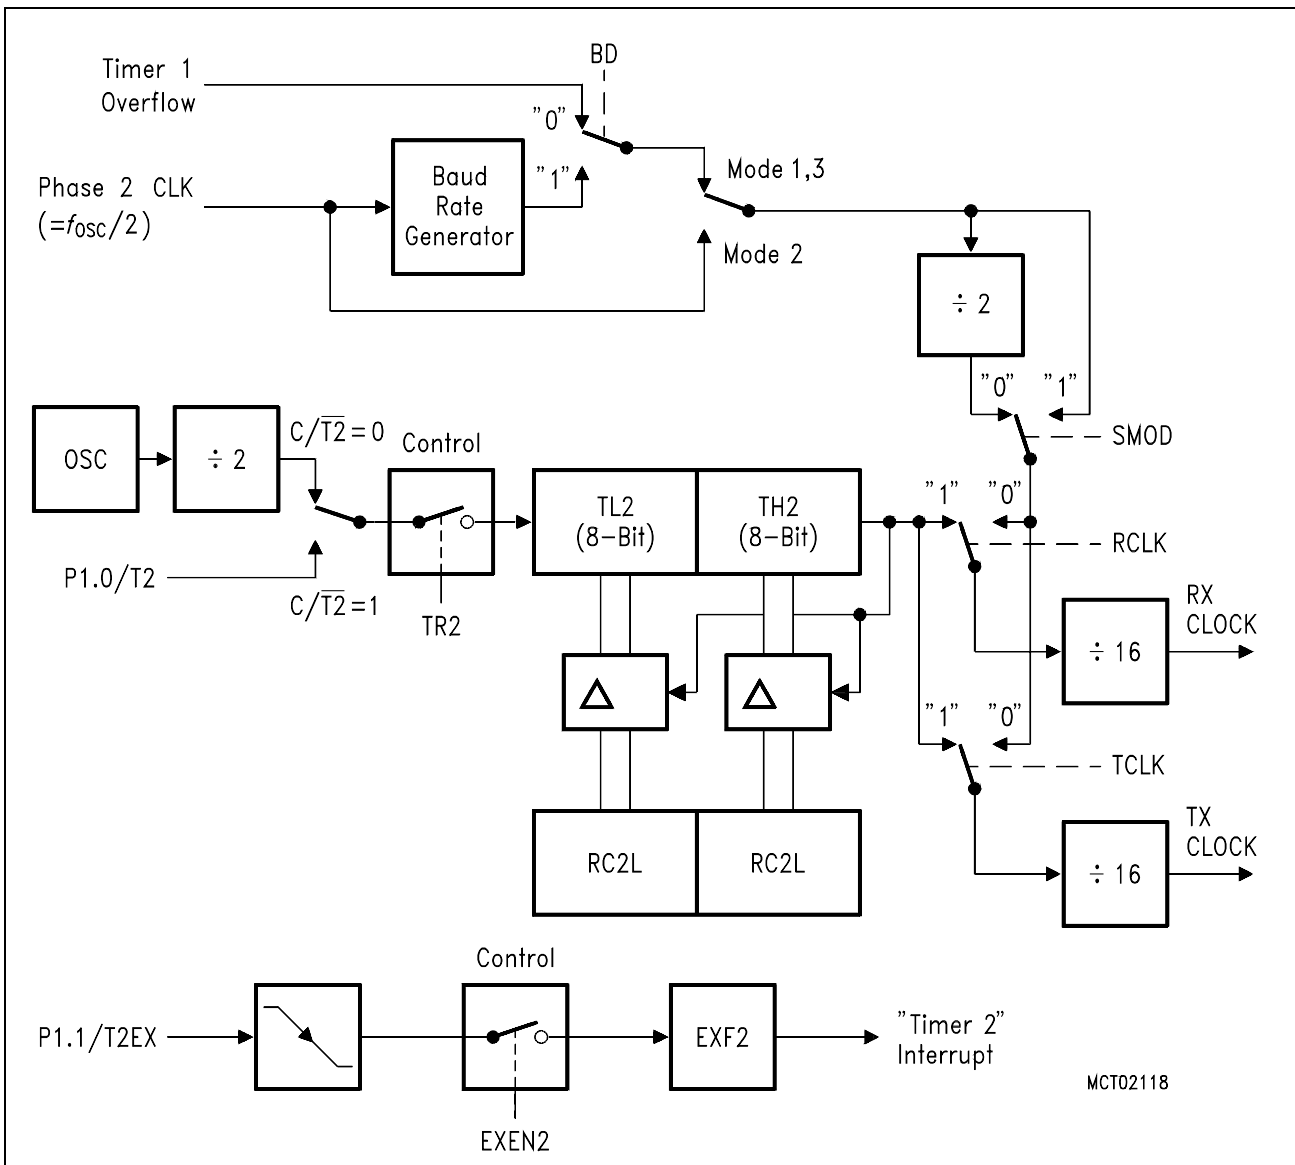 BD
Timer 1
Overflow
"0"
Phase 2 CLK
(=fOSC/2)
Baud
Rate
Generator
"1"
Mode 1,3
Mode 2
÷ 2
"0" "1"
SMOD
OSC
÷ 2
C/T2̅=0
Control
P1.0/T2
C/T2̅=1
TR2
TL2
(8-Bit)
TH2
(8-Bit)
"1" "0"
RCLK
RX
CLOCK
÷ 16
"1" "0"
TCLK
TX
CLOCK
÷ 16
RC2L
RC2L
Control
P1.1/T2EX
EXF2
"Timer 2"
Interrupt
EXEN2
MCT02118